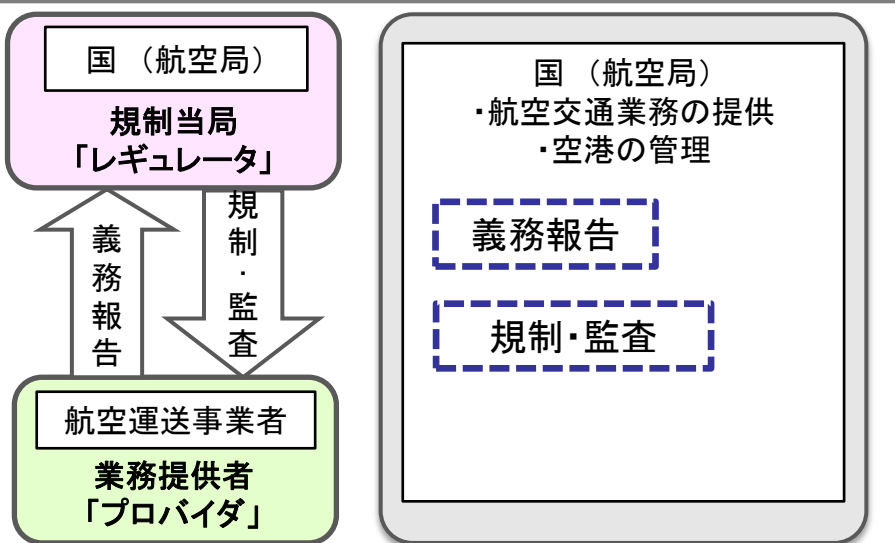 国 （航空局）
規制当局
「レギュレータ」
義務報告
規制・監査
航空運送事業者
業務提供者
「プロバイダ」
国 （航空局）
・航空交通業務の提供
・空港の管理
義務報告
規制・監査